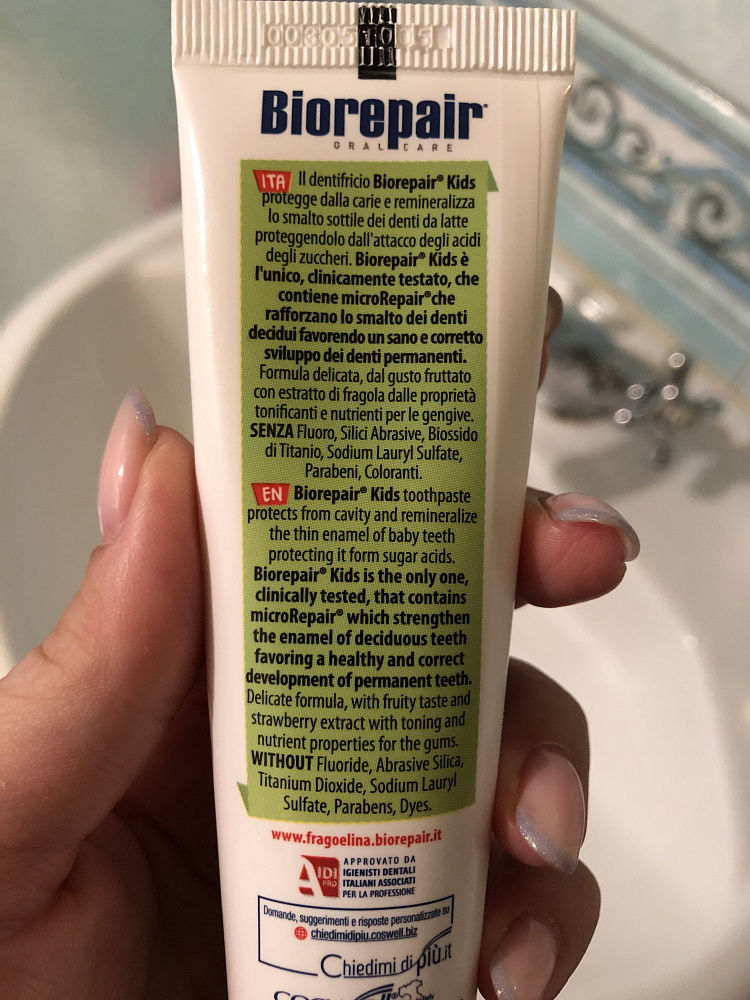 Biorepair
ORAL CARE
ITA Il dentifricio Biorepair® Kids
protegge dalla carie e remineralizza
lo smalto sottile dei denti da latte
proteggendolo dall'attacco degli acidi
degli zuccheri. Biorepair® Kids è
l'unico, clinicamente testato, che
contiene microRepair®che
rafforzano lo smalto dei denti
decidui favorendo un sano e corretto
sviluppo dei denti permanenti.
Formula delicata, dal gusto fruttato
con estratto di fragola dalle proprietà
tonificanti e nutrienti per le gengive.
SENZA Fluoro, Silici Abrasive, Biossido
di Titanio, Sodium Lauryl Sulfate,
Parabeni, Coloranti.
EN Biorepair® Kids toothpaste
protects from cavity and remineralize
the thin enamel of baby teeth
protecting it form sugar acids.
Biorepair® Kids is the only one,
clinically tested, that contains
microRepair® which strengthen
the enamel of deciduous teeth
favoring a healthy and correct
development of permanent teeth.
Delicate formula, with fruity taste and
strawberry extract with toning and
nutrient properties for the gums.
WITHOUT Fluoride, Abrasive Silica,
Titanium Dioxide, Sodium Lauryl
Sulfate, Parabens, Dyes.
www.fragoelina.biorepair.it
AIDI PRO
APPROVATO DA
IGIENISTI DENTALI
ITALIANI ASSOCIATI
PER LA PROFESSIONE
Domande, suggerimenti e risposte personalizzate su
chiedimidipiu.coswell.biz
Chiedimi di più.it